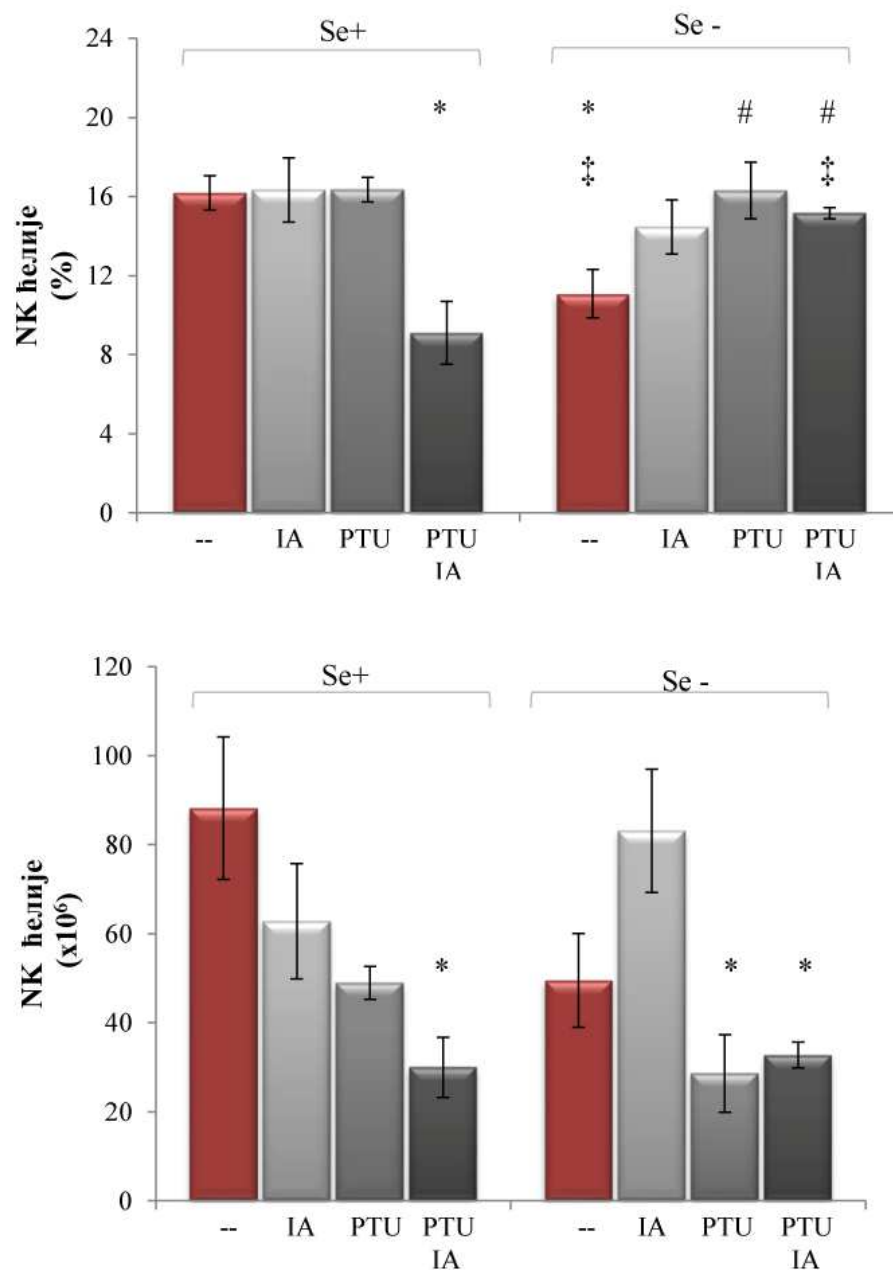 Se+ Se -
24
20
16
12
8
4
0
* * # #
‡ ‡
NK ћелије
(%)
-- IA PTU PTU -- IA PTU PTU
IA IA
Se+ Se -
120
100
80
60
40
20
0
* * *
NK ћелије
(x10⁶)
-- IA PTU PTU -- IA PTU PTU
IA IA